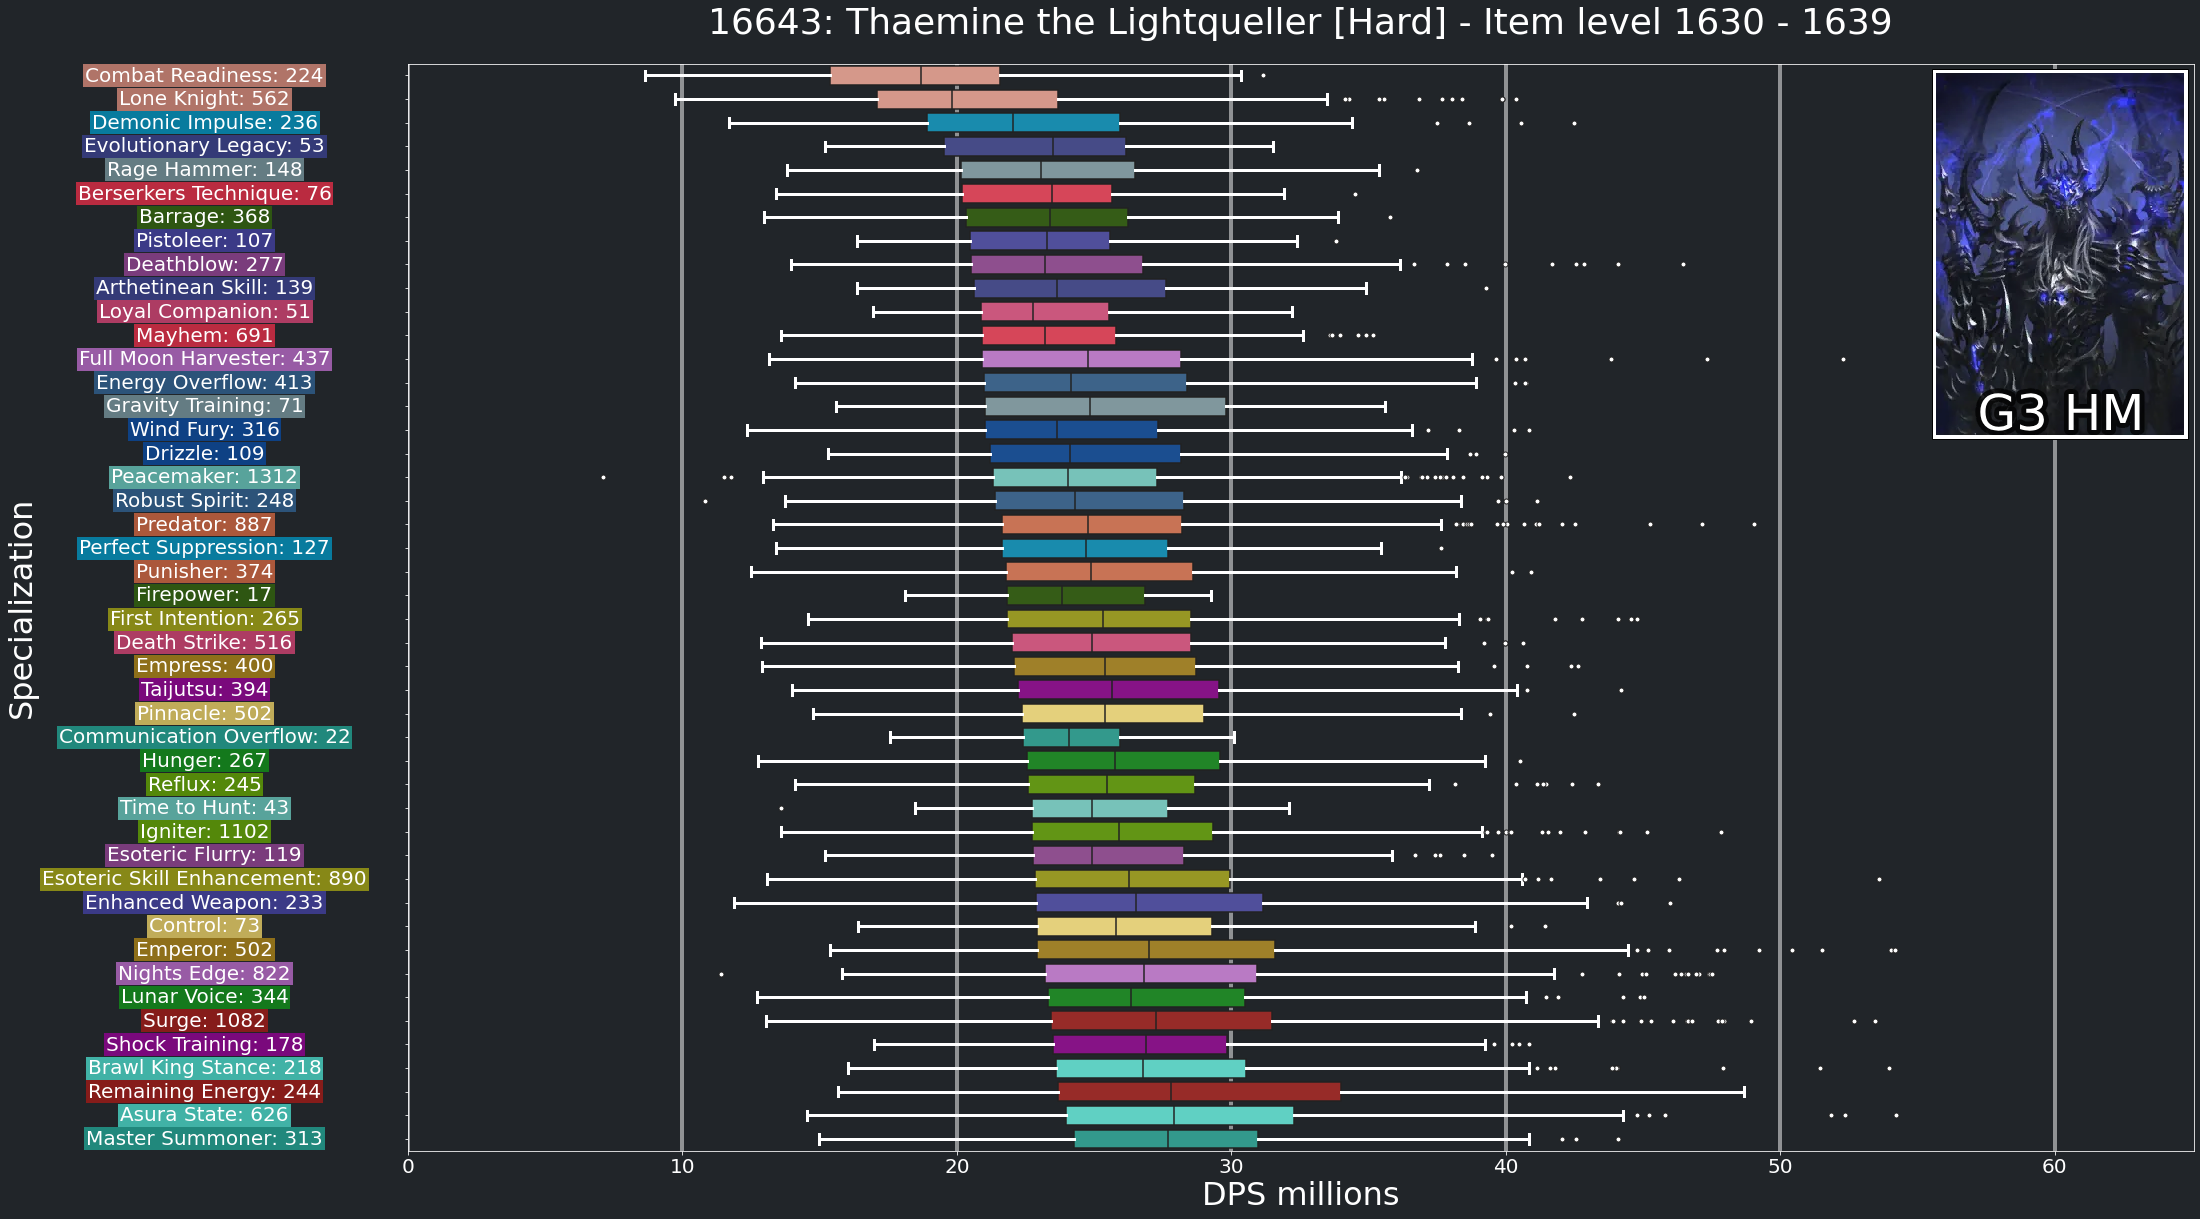 16643: Thaemine the Lightqueller [Hard] - Item level 1630 - 1639
Combat Readiness: 224
Lone Knight: 562
Demonic Impulse: 236
Evolutionary Legacy: 53
Rage Hammer: 148
Berserkers Technique: 76
Barrage: 368
Pistoleer: 107
Deathblow: 277
Arthetinean Skill: 139
Loyal Companion: 51
Mayhem: 691
Full Moon Harvester: 437
Energy Overflow: 413
Gravity Training: 71
Wind Fury: 316
Drizzle: 109
Peacemaker: 1312
Robust Spirit: 248
Predator: 887
Perfect Suppression: 127
Punisher: 374
Firepower: 17
First Intention: 265
Death Strike: 516
Empress: 400
Taijutsu: 394
Pinnacle: 502
Communication Overflow: 22
Hunger: 267
Reflux: 245
Time to Hunt: 43
Igniter: 1102
Esoteric Flurry: 119
Esoteric Skill Enhancement: 890
Enhanced Weapon: 233
Control: 73
Emperor: 502
Nights Edge: 822
Lunar Voice: 344
Surge: 1082
Shock Training: 178
Brawl King Stance: 218
Remaining Energy: 244
Asura State: 626
Master Summoner: 313
Specialization
G3 HM
0 10 20 30 40 50 60
DPS millions